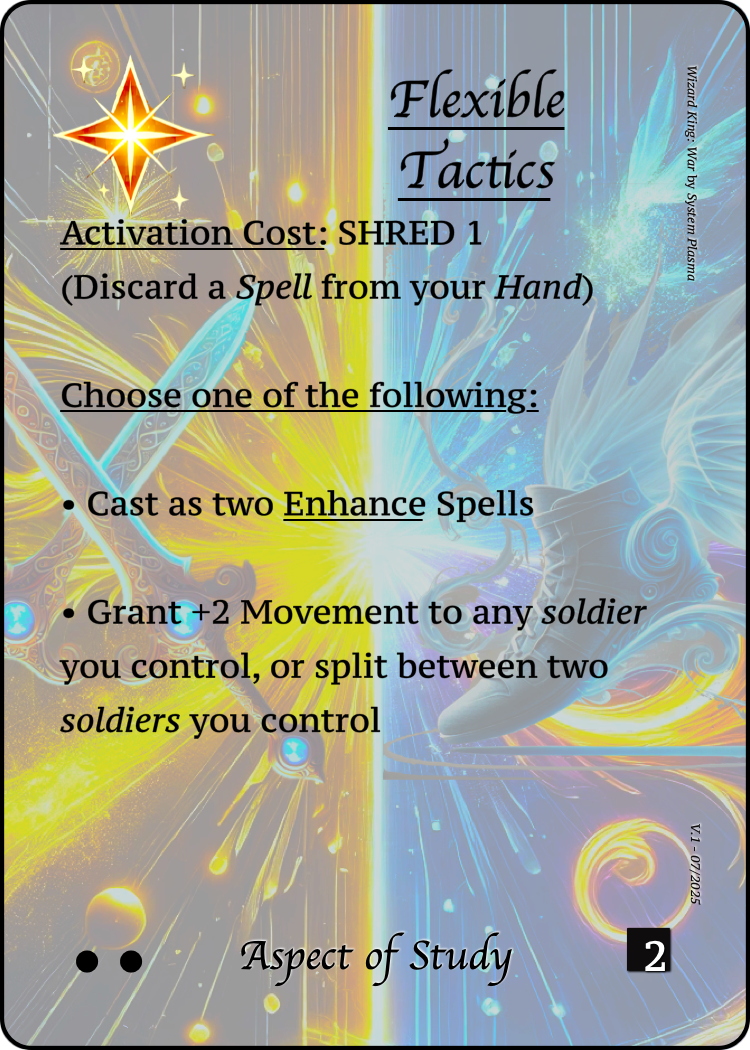 Flexible
Tactics
Wizard King: War by System Plasma
Activation Cost: SHRED 1
(Discard a Spell from your Hand)
Choose one of the following:
• Cast as two Enhance Spells
• Grant +2 Movement to any soldier
you control, or split between two
soldiers you control
V.1 - 07/2025
Aspect of Study
2